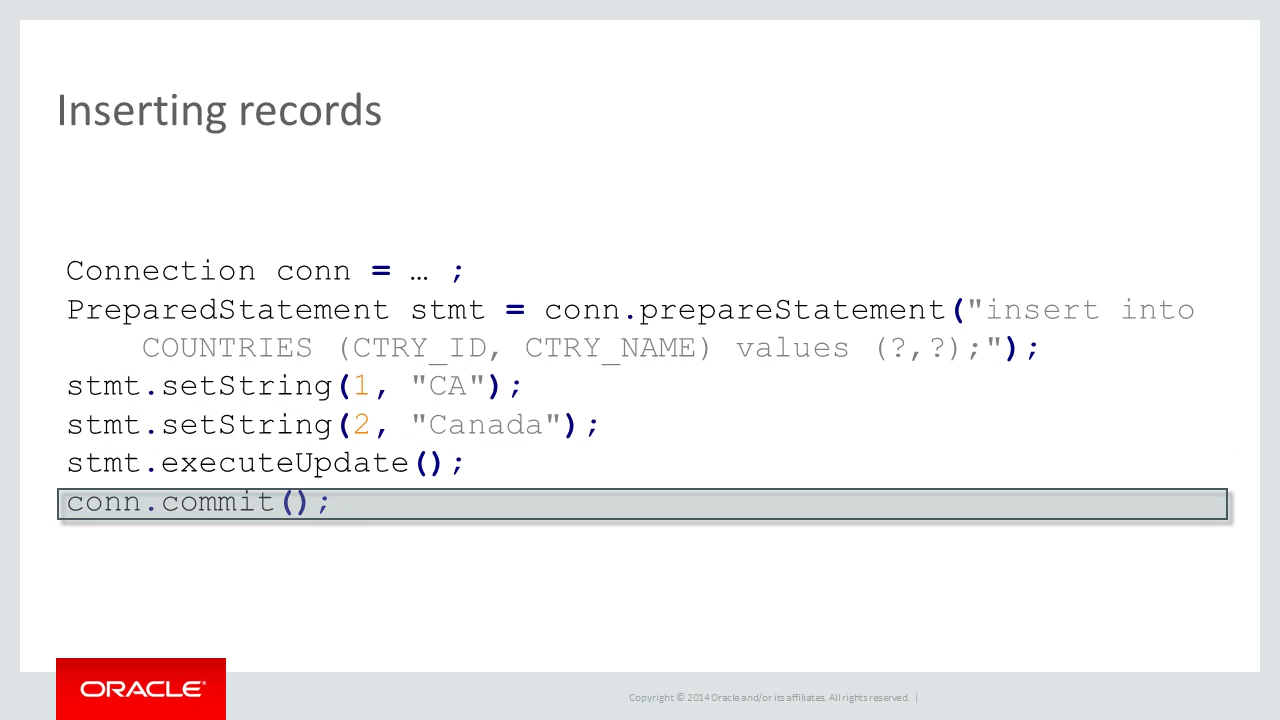 Inserting records
Connection conn = … ;
PreparedStatement stmt = conn.prepareStatement("insert into
COUNTRIES (CTRY_ID, CTRY_NAME) values (?,?);");
stmt.setString(1, "CA");
stmt.setString(2, "Canada");
stmt.executeUpdate();
conn.commit();
ORACLE®
Copyright © 2014 Oracle and/or its affiliates. All rights reserved. |